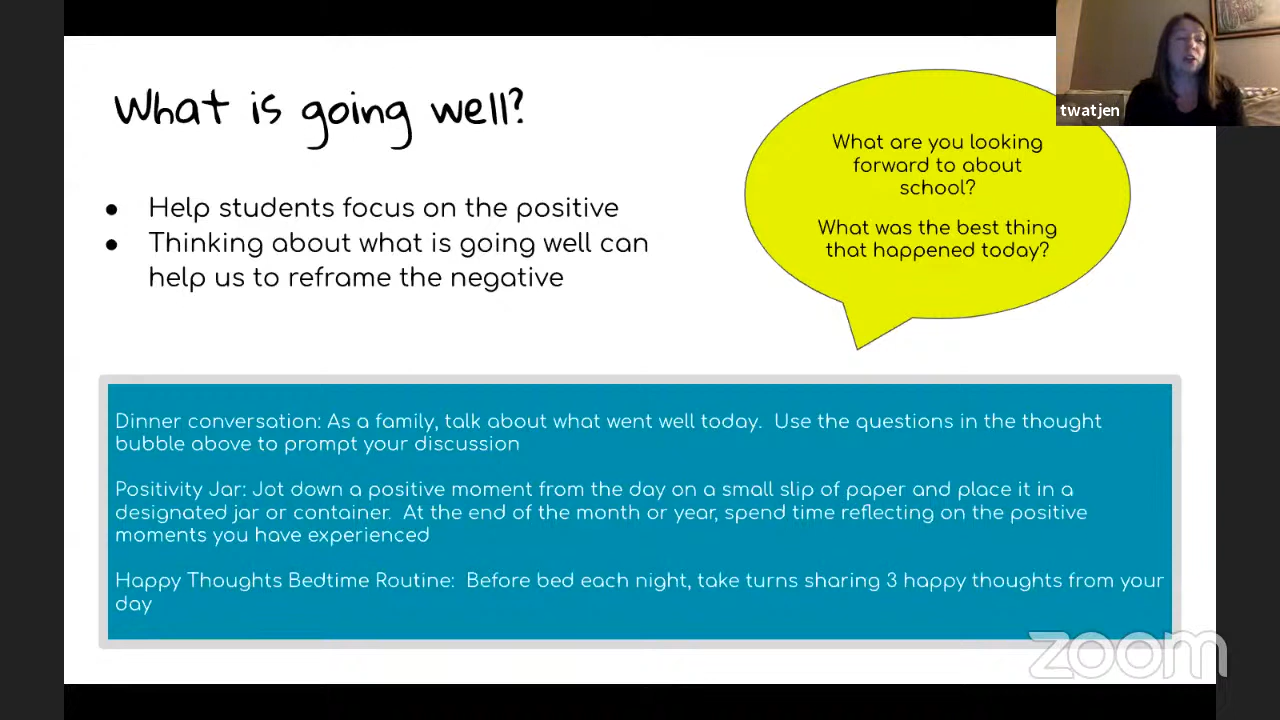 What is going well?
● Help students focus on the positive
● Thinking about what is going well can
help us to reframe the negative
What are you looking
forward to about
school?
What was the best thing
that happened today?
twatjen
Dinner conversation: As a family, talk about what went well today.  Use the questions in the thought
bubble above to prompt your discussion
Positivity Jar: Jot down a positive moment from the day on a small slip of paper and place it in a
designated jar or container.  At the end of the month or year, spend time reflecting on the positive
moments you have experienced
Happy Thoughts Bedtime Routine:  Before bed each night, take turns sharing 3 happy thoughts from your
day
zoom